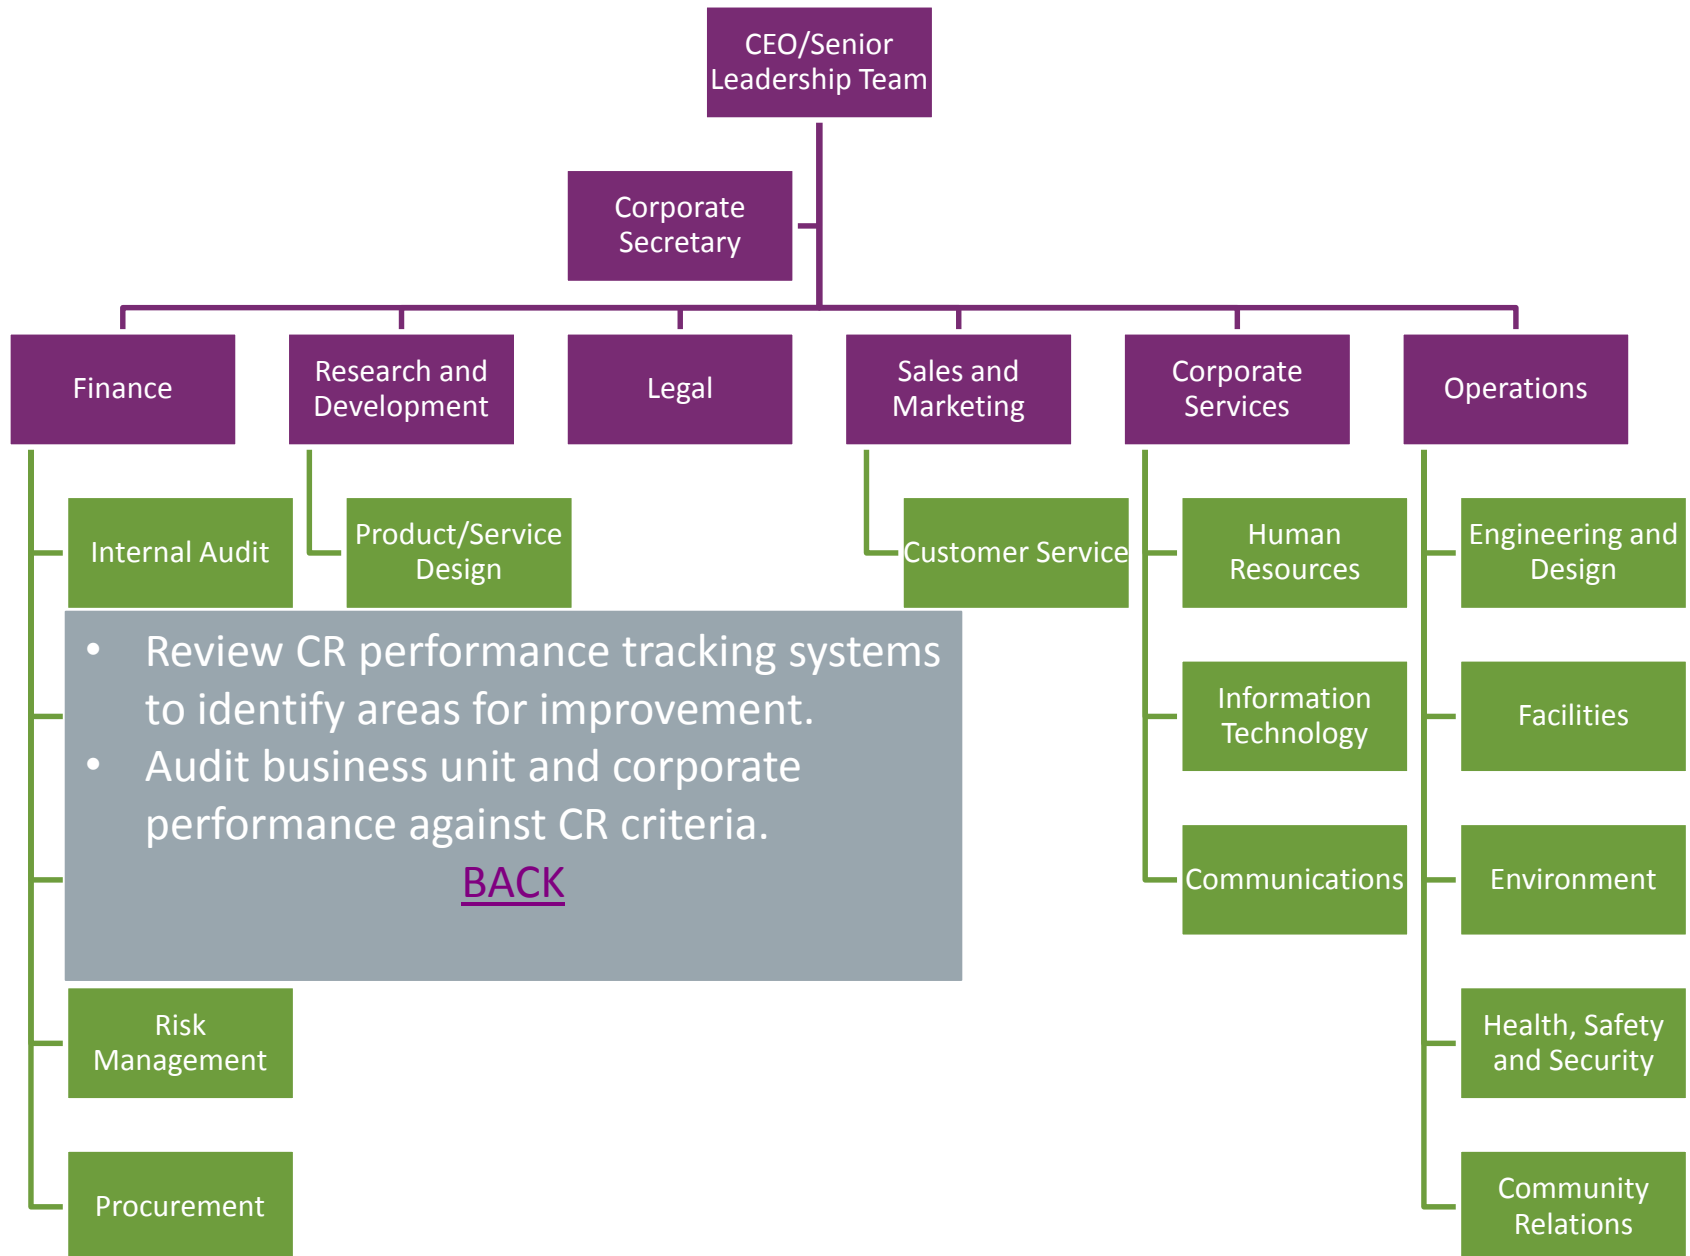 CEO/Senior
Leadership Team
Corporate
Secretary
Finance
Research and
Development
Legal
Sales and
Marketing
Corporate
Services
Operations
Internal Audit
Product/Service
Design
Customer Service
Human
Resources
Engineering and
Design
• Review CR performance tracking systems
to identify areas for improvement.
• Audit business unit and corporate
performance against CR criteria.
BACK
Information
Technology
Facilities
Communications
Environment
Risk
Management
Health, Safety
and Security
Procurement
Community
Relations